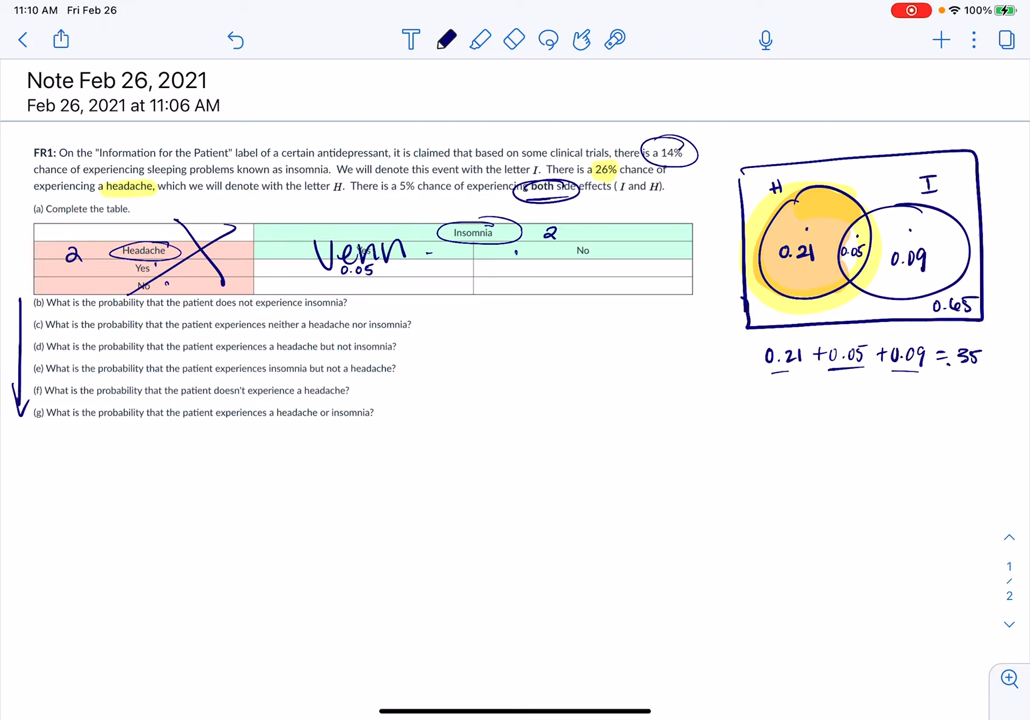 11:10 AM Fri Feb 26
100%
Note Feb 26, 2021
Feb 26, 2021 at 11:06 AM
FR1: On the "Information for the Patient" label of a certain antidepressant, it is claimed that based on some clinical trials, there is a 14%
chance of experiencing sleeping problems known as insomnia. We will denote this event with the letter I. There is a 26% chance of
experiencing a headache, which we will denote with the letter H. There is a 5% chance of experiencing both side effects ( I and H).
(a) Complete the table.
Insomnia 2
2 Headache Venn No
Yes 0.05
No
(b) What is the probability that the patient does not experience insomnia?
(c) What is the probability that the patient experiences neither a headache nor insomnia?
(d) What is the probability that the patient experiences a headache but not insomnia?
(e) What is the probability that the patient experiences insomnia but not a headache?
(f) What is the probability that the patient doesn't experience a headache?
(g) What is the probability that the patient experiences a headache or insomnia?
H I
0.21 0.05 0.09
0.65
0.21 + 0.05 + 0.09 = .35
1
/
2